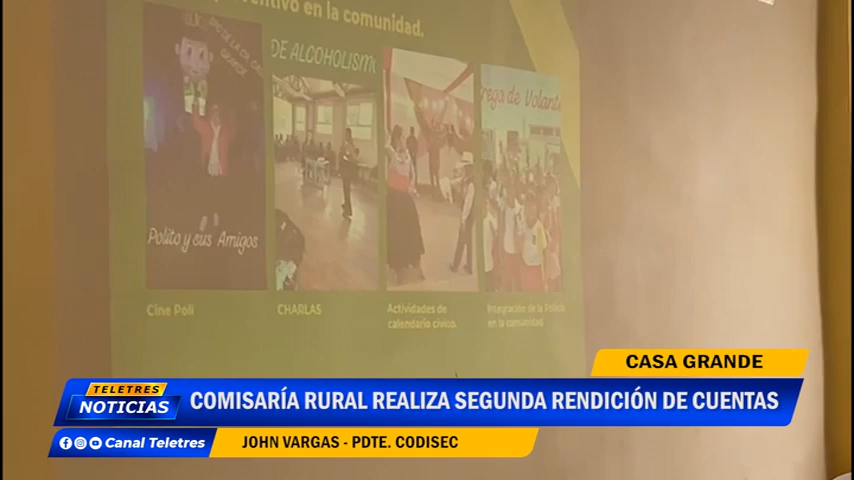 en la comunidad.
DE ALCOHOLISMO
Polito y sus Amigos
Cine Poli
CHARLAS
Actividades de
calendario cívico.
Integración de la Policía
en la comunidad
CASA GRANDE
TELETRES
NOTICIAS
COMISARÍA RURAL REALIZA SEGUNDA RENDICIÓN DE CUENTAS
Canal Teletres
JOHN VARGAS - PDTE. CODISEC